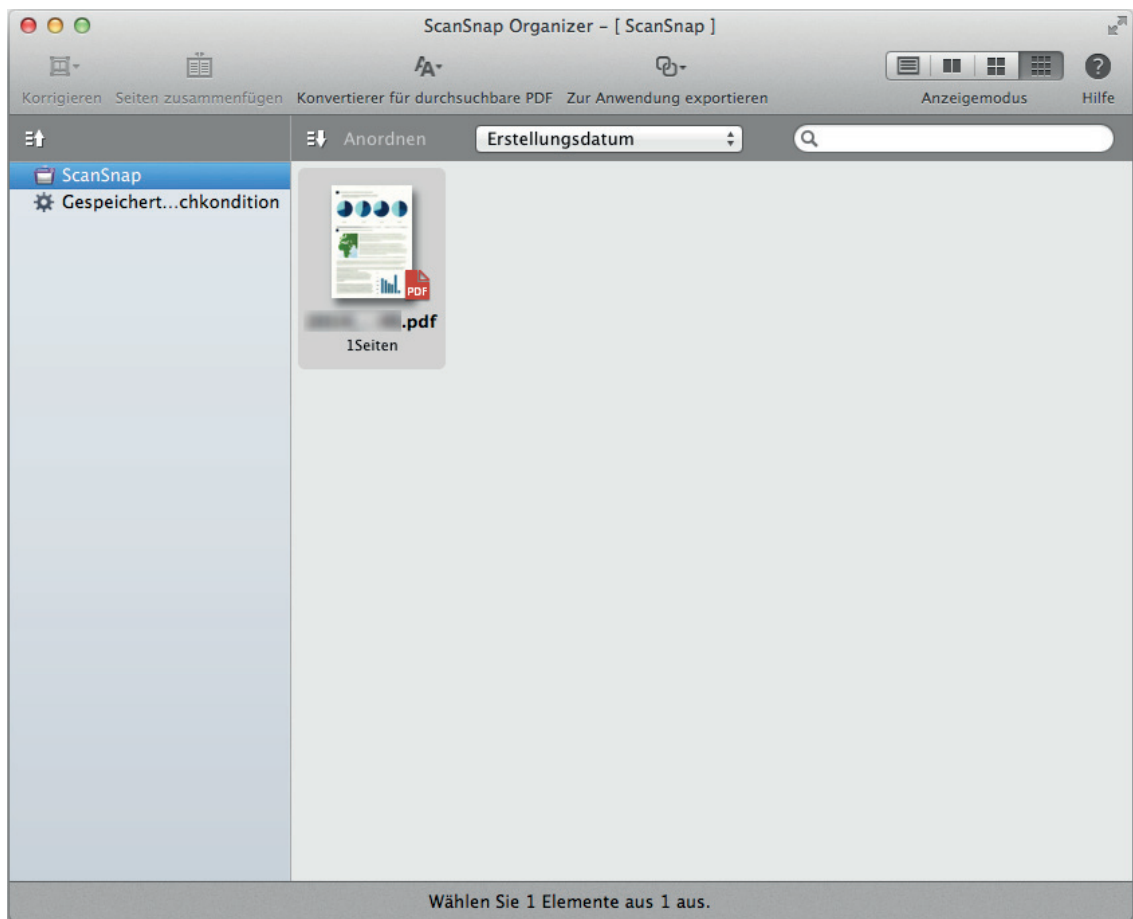 ScanSnap Organizer – [ ScanSnap ]
Korrigieren Seiten zusammenfügen Konvertierer für durchsuchbare PDF Zur Anwendung exportieren Anzeigemodus Hilfe
Anordnen Erstellungsdatum
ScanSnap
Gespeichert...chkondition
PDF
.pdf
1Seiten
Wählen Sie 1 Elemente aus 1 aus.